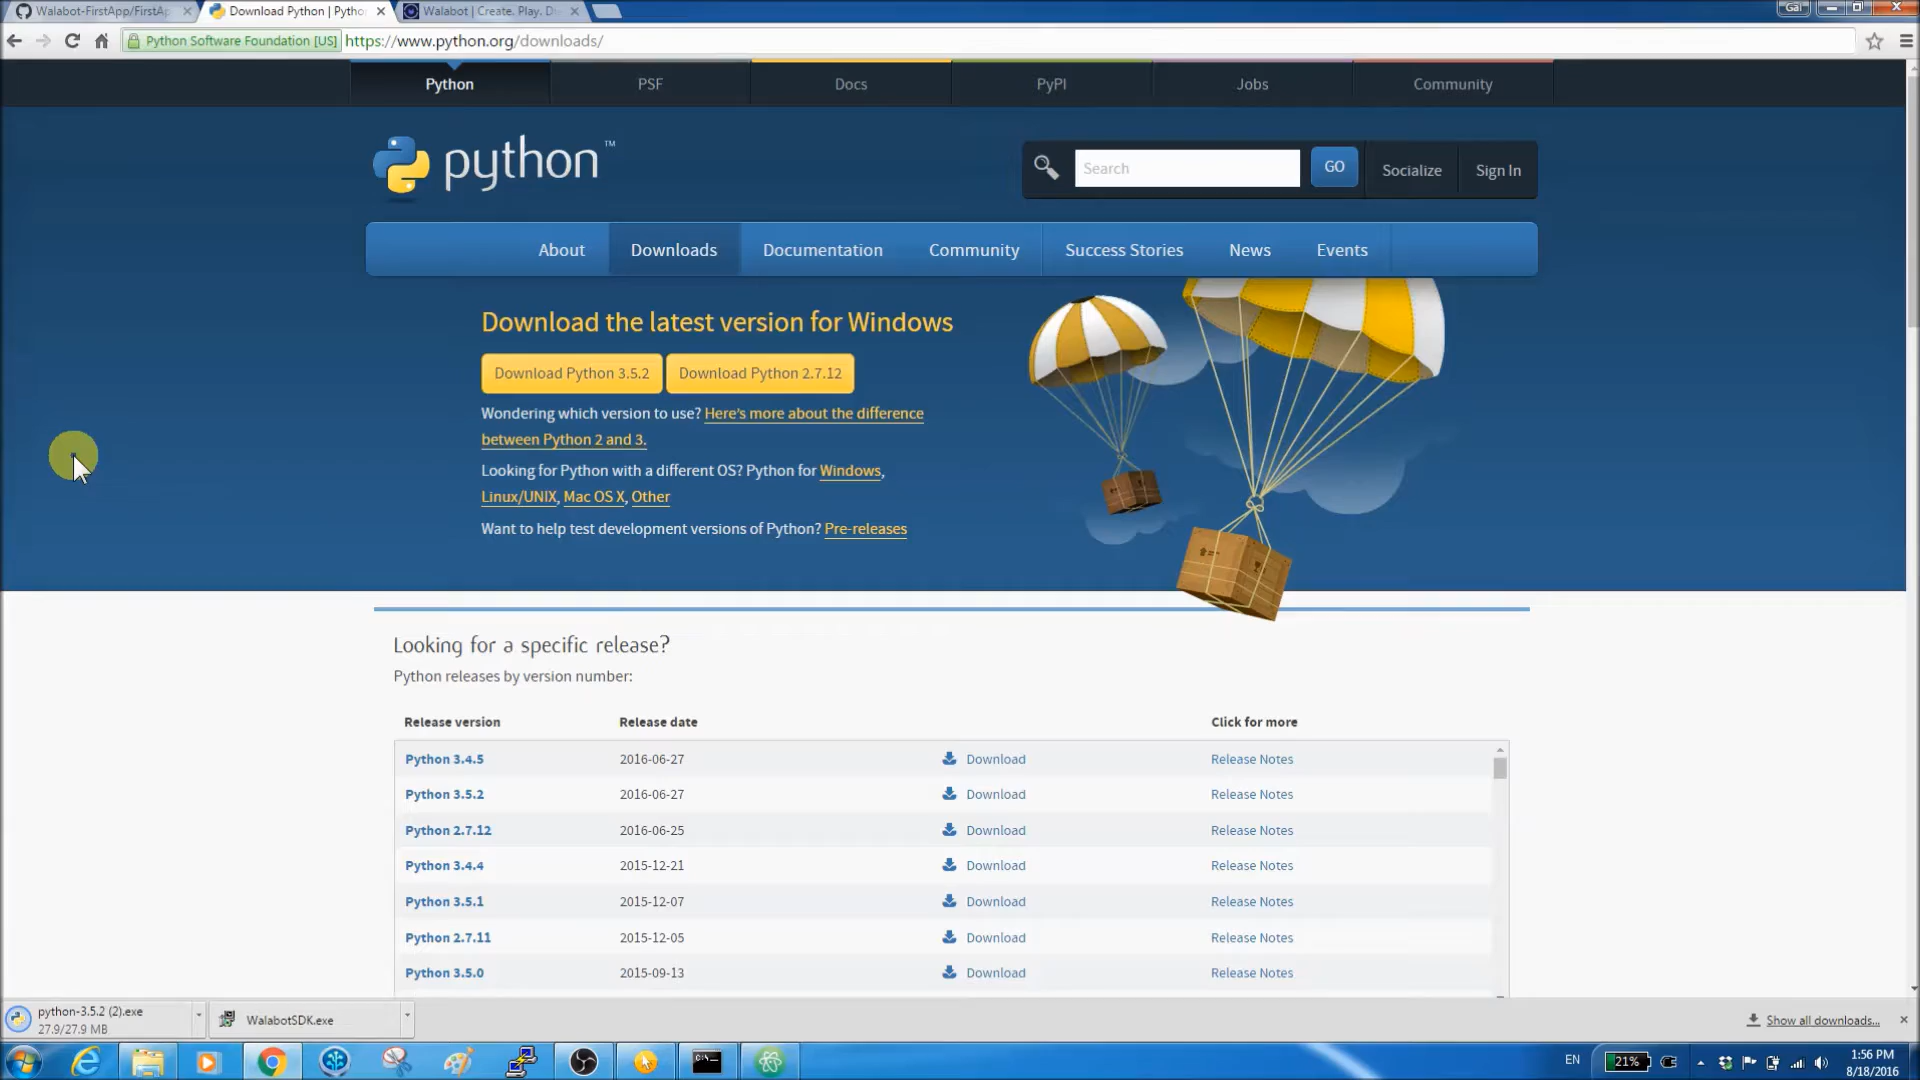 Walabot-FirstApp/FirstAp
Download Python | Pytho
Walabot | Create. Play. Di
Gal
Python Software Foundation [US]
https://www.python.org/downloads/
Python
PSF
Docs
PyPI
Jobs
Community
python™
Search
GO
Socialize
Sign In
About
Downloads
Documentation
Community
Success Stories
News
Events
Download the latest version for Windows
Download Python 3.5.2
Download Python 2.7.12
Wondering which version to use? Here's more about the difference
between Python 2 and 3.
Looking for Python with a different OS? Python for Windows,
Linux/UNIX, Mac OS X, Other
Want to help test development versions of Python? Pre-releases
Looking for a specific release?
Python releases by version number:
Release version Release date Click for more
Python 3.4.5 2016-06-27 Download Release Notes
Python 3.5.2 2016-06-27 Download Release Notes
Python 2.7.12 2016-06-25 Download Release Notes
Python 3.4.4 2015-12-21 Download Release Notes
Python 3.5.1 2015-12-07 Download Release Notes
Python 2.7.11 2015-12-05 Download Release Notes
Python 3.5.0 2015-09-13 Download Release Notes
python-3.5.2 (2).exe
27.9/27.9 MB
WalabotSDK.exe
Show all downloads...
C:\
EN
21%
1:56 PM
8/18/2016